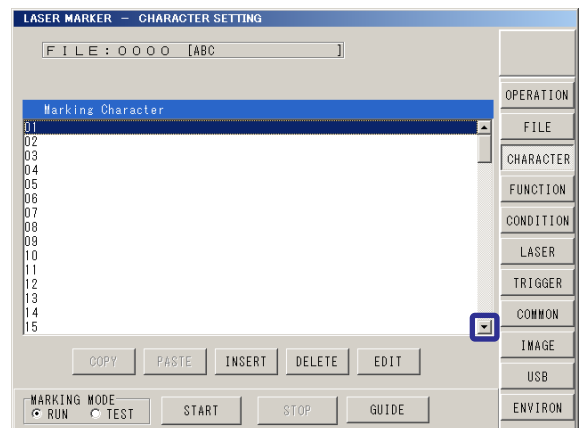 LASER MARKER － CHARACTER SETTING
ＦＩＬＥ：００００ [ABC ]
Marking Character
01
02
03
04
05
06
07
08
09
10
11
12
13
14
15
COPY PASTE INSERT DELETE EDIT
MARKING MODE
RUN TEST START STOP GUIDE
OPERATION
FILE
CHARACTER
FUNCTION
CONDITION
LASER
TRIGGER
COMMON
IMAGE
USB
ENVIRON